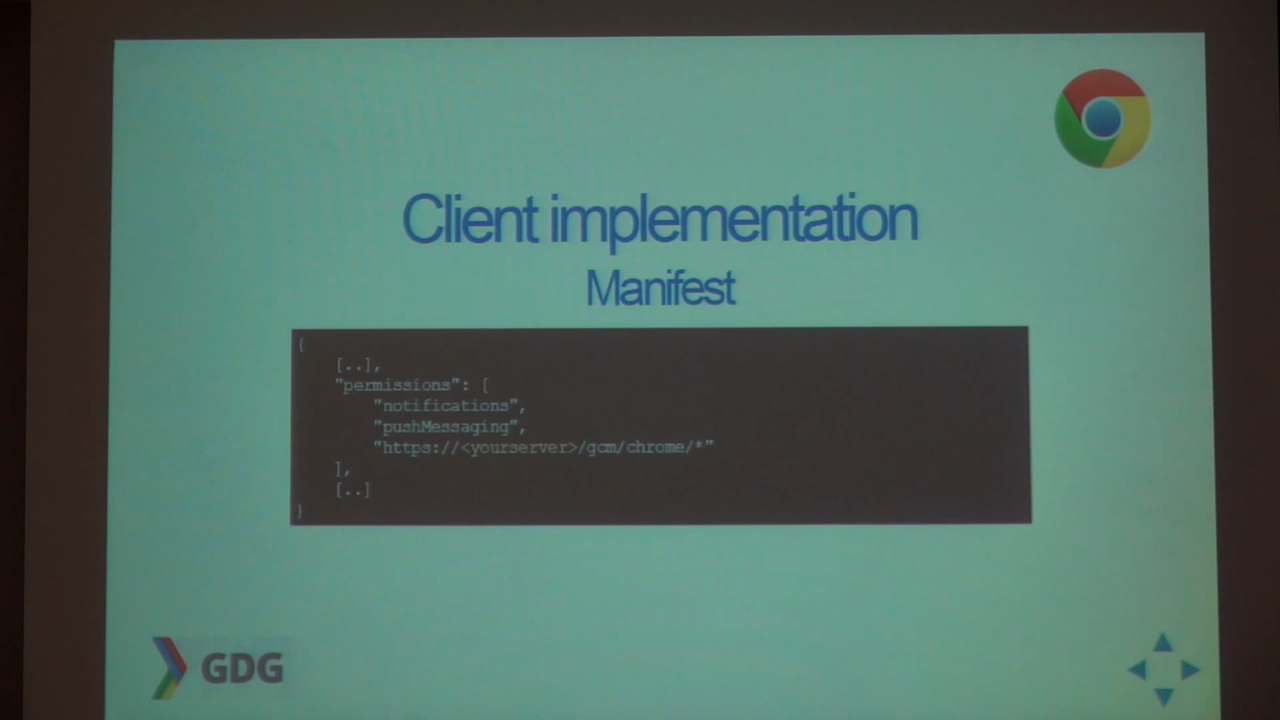 Client implementation
Manifest
{
    [..],
    "permissions": [
        "notifications",
        "pushMessaging",
        "https://<yourserver>/gcm/chrome/*"
    ],
    [..]
}
GDG